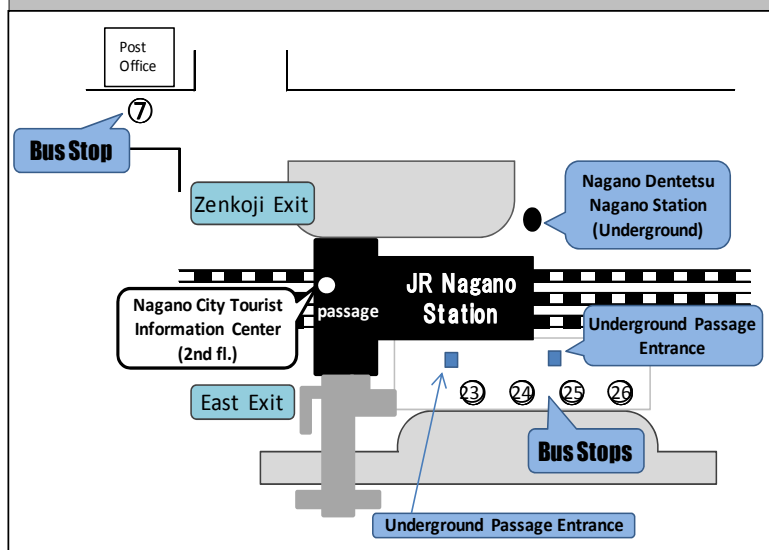 Post
Office
⑦
Bus Stop
Zenkoji Exit
Nagano Dentetsu
Nagano Station
(Underground)
JR Nagano
Station
passage
Nagano City Tourist
Information Center
(2nd fl.)
Underground Passage
Entrance
East Exit
㉓ ㉔ ㉕ ㉖
Bus Stops
Underground Passage Entrance